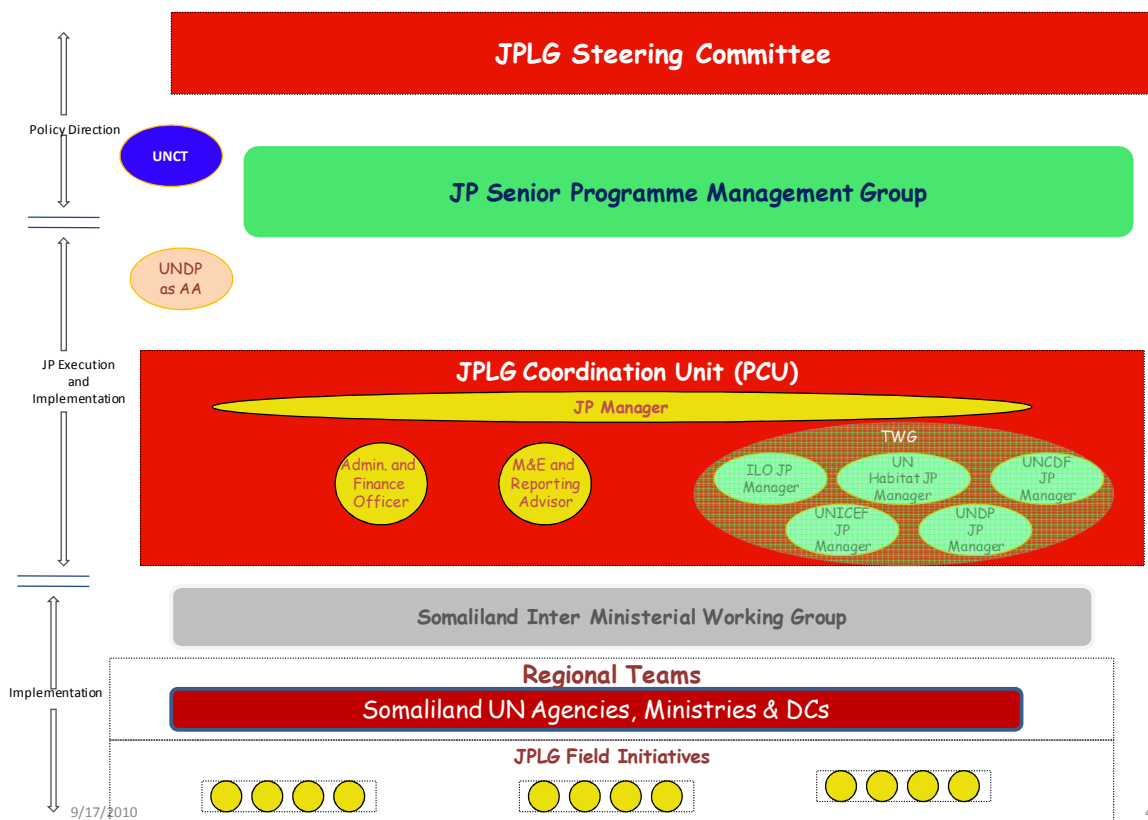 JPLG Steering Committee
Policy Direction
UNCT
JP Senior Programme Management Group
UNDP
as AA
JP Execution
and
Implementation
JPLG Coordination Unit (PCU)
JP Manager
TWG
Admin. and
Finance
Officer
M&E and
Reporting
Advisor
ILO JP
Manager
UN
Habitat JP
Manager
UNCDF
JP
Manager
UNICEF
JP
Manager
UNDP
JP
Manager
Somaliland Inter Ministerial Working Group
Regional Teams
Implementation
Somaliland UN Agencies, Ministries & DCs
JPLG Field Initiatives
9/17/2010